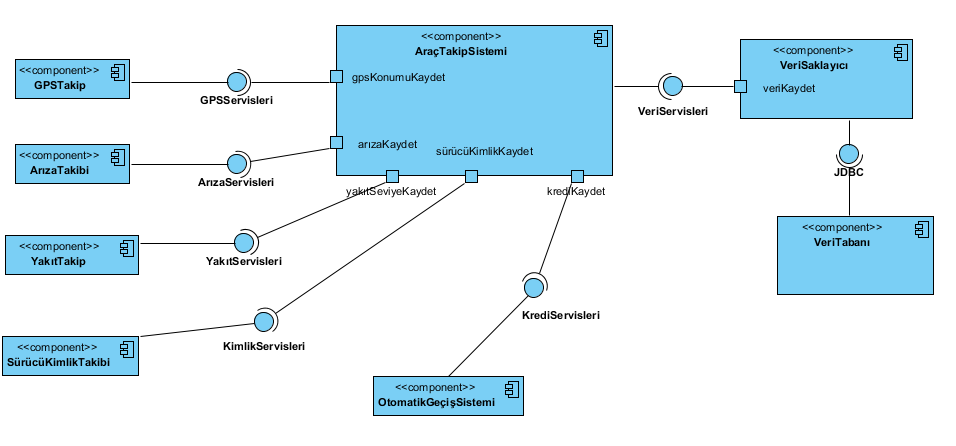 <<component>>
AraçTakipSistemi
<<component>>
GPSTakip
GPSServisleri
gpsKonumuKaydet
<<component>>
VeriSaklayıcı
veriKaydet
VeriServisleri
<<component>>
ArızaTakibi
ArızaServisleri
arızaKaydet
sürücüKimlikKaydet
yakıtSeviyeKaydet
krediKaydet
JDBC
<<component>>
YakıtTakip
YakıtServisleri
<<component>>
VeriTabanı
<<component>>
SürücüKimlikTakibi
KimlikServisleri
KrediServisleri
<<component>>
OtomatikGeçişSistemi